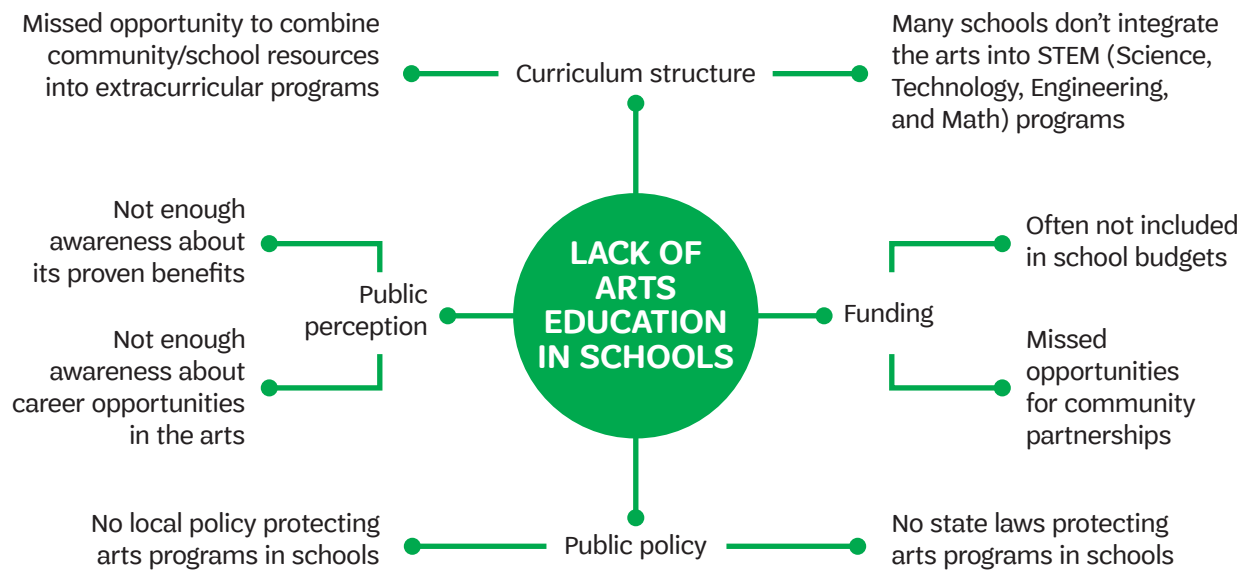 Missed opportunity to combine
community/school resources
into extracurricular programs
Curriculum structure
Many schools don’t integrate
the arts into STEM (Science,
Technology, Engineering,
and Math) programs
Not enough
awareness about
its proven benefits
Public
perception
Not enough
awareness about
career opportunities
in the arts
LACK OF
ARTS
EDUCATION
IN SCHOOLS
Funding
Often not included
in school budgets
Missed
opportunities
for community
partnerships
No local policy protecting
arts programs in schools
Public policy
No state laws protecting
arts programs in schools